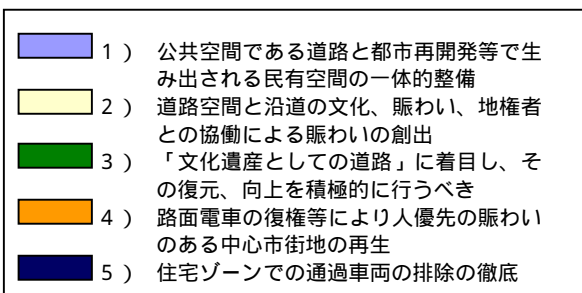 1） 公共空間である道路と都市再開発等で生
み出される民有空間の一体的整備
2） 道路空間と沿道の文化、賑わい、地権者
との協働による賑わいの創出
3） 「文化遺産としての道路」に着目し、そ
の復元、向上を積極的に行うべき
4） 路面電車の復権等により人優先の賑わい
のある中心市街地の再生
5） 住宅ゾーンでの通過車両の排除の徹底